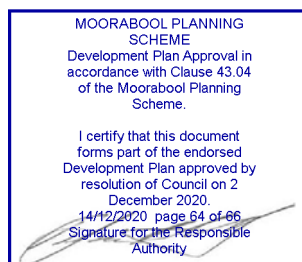 MOORABOOL PLANNING
SCHEME
Development Plan Approval in
accordance with Clause 43.04
of the Moorabool Planning
Scheme.
I certify that this document
forms part of the endorsed
Development Plan approved by
resolution of Council on 2
December 2020.
14/12/2020 page 64 of 66
Signature for the Responsible
Authority